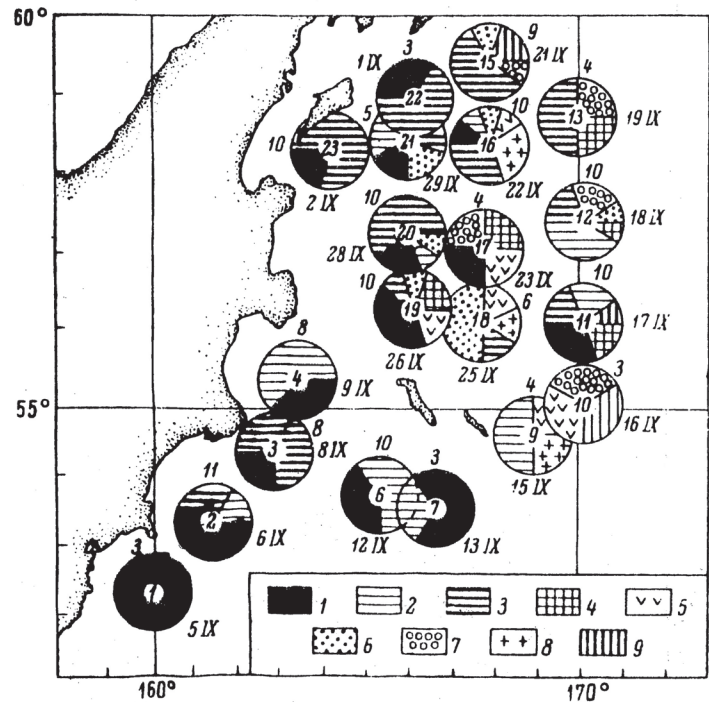 60°
3
9
1 IX
15
21 IX
4
22
5
10
13
19 IX
10
23
21
16
2 IX
29 IX
22 IX
10
10
4
12
18 IX
20
17
28 IX
23 IX
10
10
6
19
18
11
17 IX
26 IX
25 IX
8
3
4
9 IX
4
10
55°
16 IX
8
9
3
8 IX
15 IX
11
10
3
6
7
2
6 IX
12 IX
13 IX
3
1
5 IX
1 2 3 4 5
6 7 8 9
160° 170°